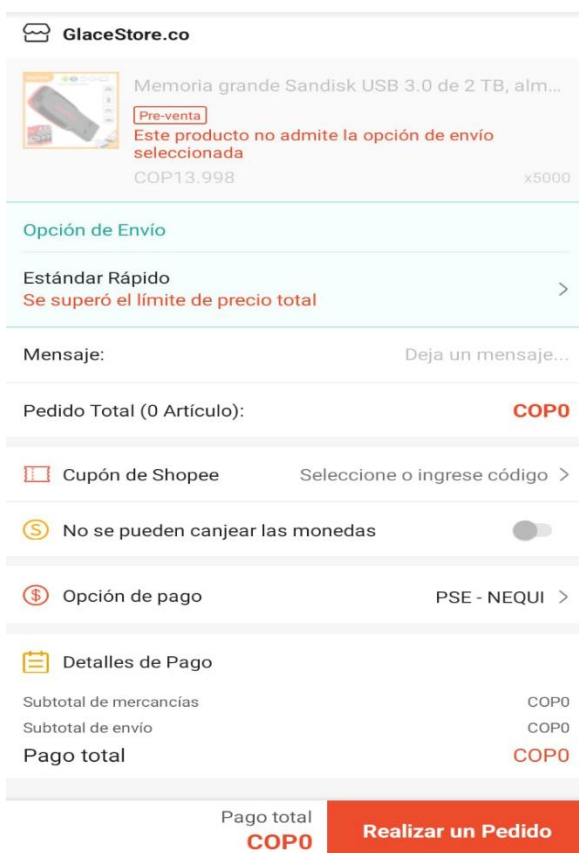 GlaceStore.co
Memoria grande Sandisk USB 3.0 de 2 TB, alm...
Pre-venta
Este producto no admite la opción de envío
seleccionada
COP13.998 x5000
Opción de Envío
Estándar Rápido
Se superó el límite de precio total
Mensaje: Deja un mensaje...
Pedido Total (0 Artículo): COP0
Cupón de Shopee Seleccione o ingrese código
No se pueden canjear las monedas
Opción de pago PSE - NEQUI
Detalles de Pago
Subtotal de mercancías COP0
Subtotal de envío COP0
Pago total COP0
Pago total
COP0
Realizar un Pedido